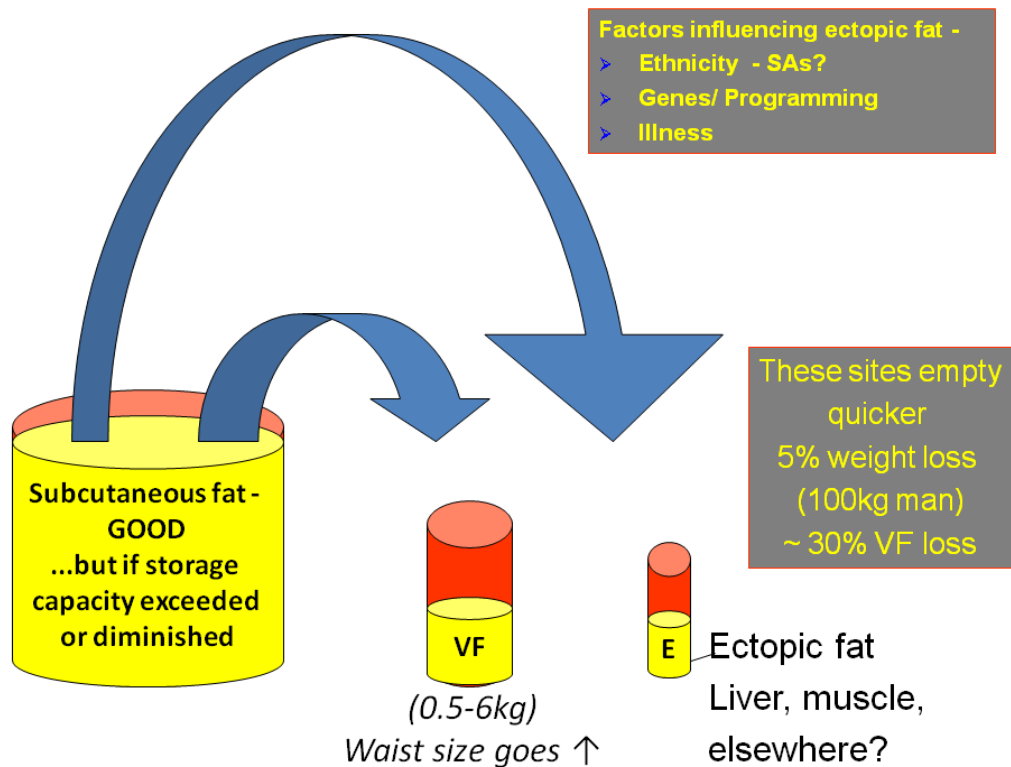 Factors influencing ectopic fat -
➢ Ethnicity - SAs?
➢ Genes/ Programming
➢ Illness
These sites empty
quicker
5% weight loss
(100kg man)
~ 30% VF loss
Subcutaneous fat -
GOOD
...but if storage
capacity exceeded
or diminished
VF
(0.5-6kg)
Waist size goes ↑
E
Ectopic fat
Liver, muscle,
elsewhere?